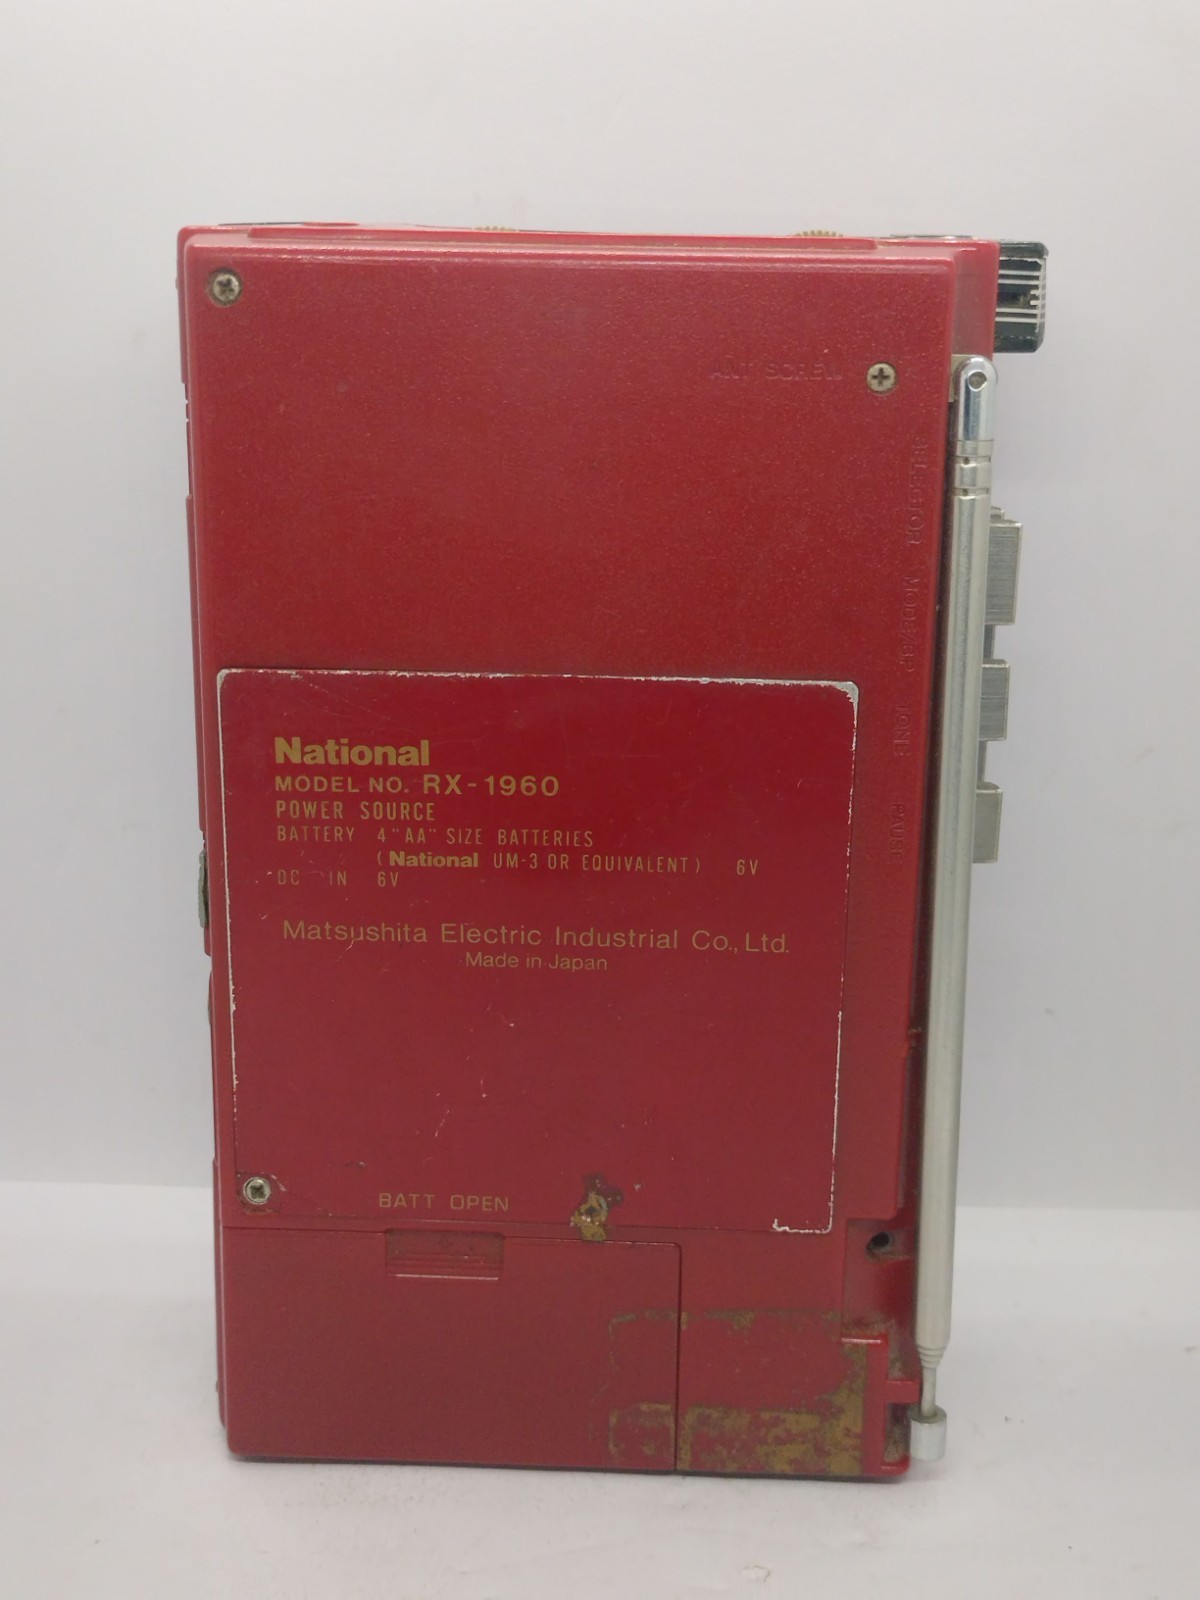 ANT SCREW
SELECTOR MODE/BP TONE PAUSE
National
MODEL NO. RX-1960
POWER SOURCE
BATTERY 4 "AA" SIZE BATTERIES
(National UM-3 OR EQUIVALENT) 6V
DC IN 6V
Matsushita Electric Industrial Co., Ltd.
Made in Japan
BATT OPEN